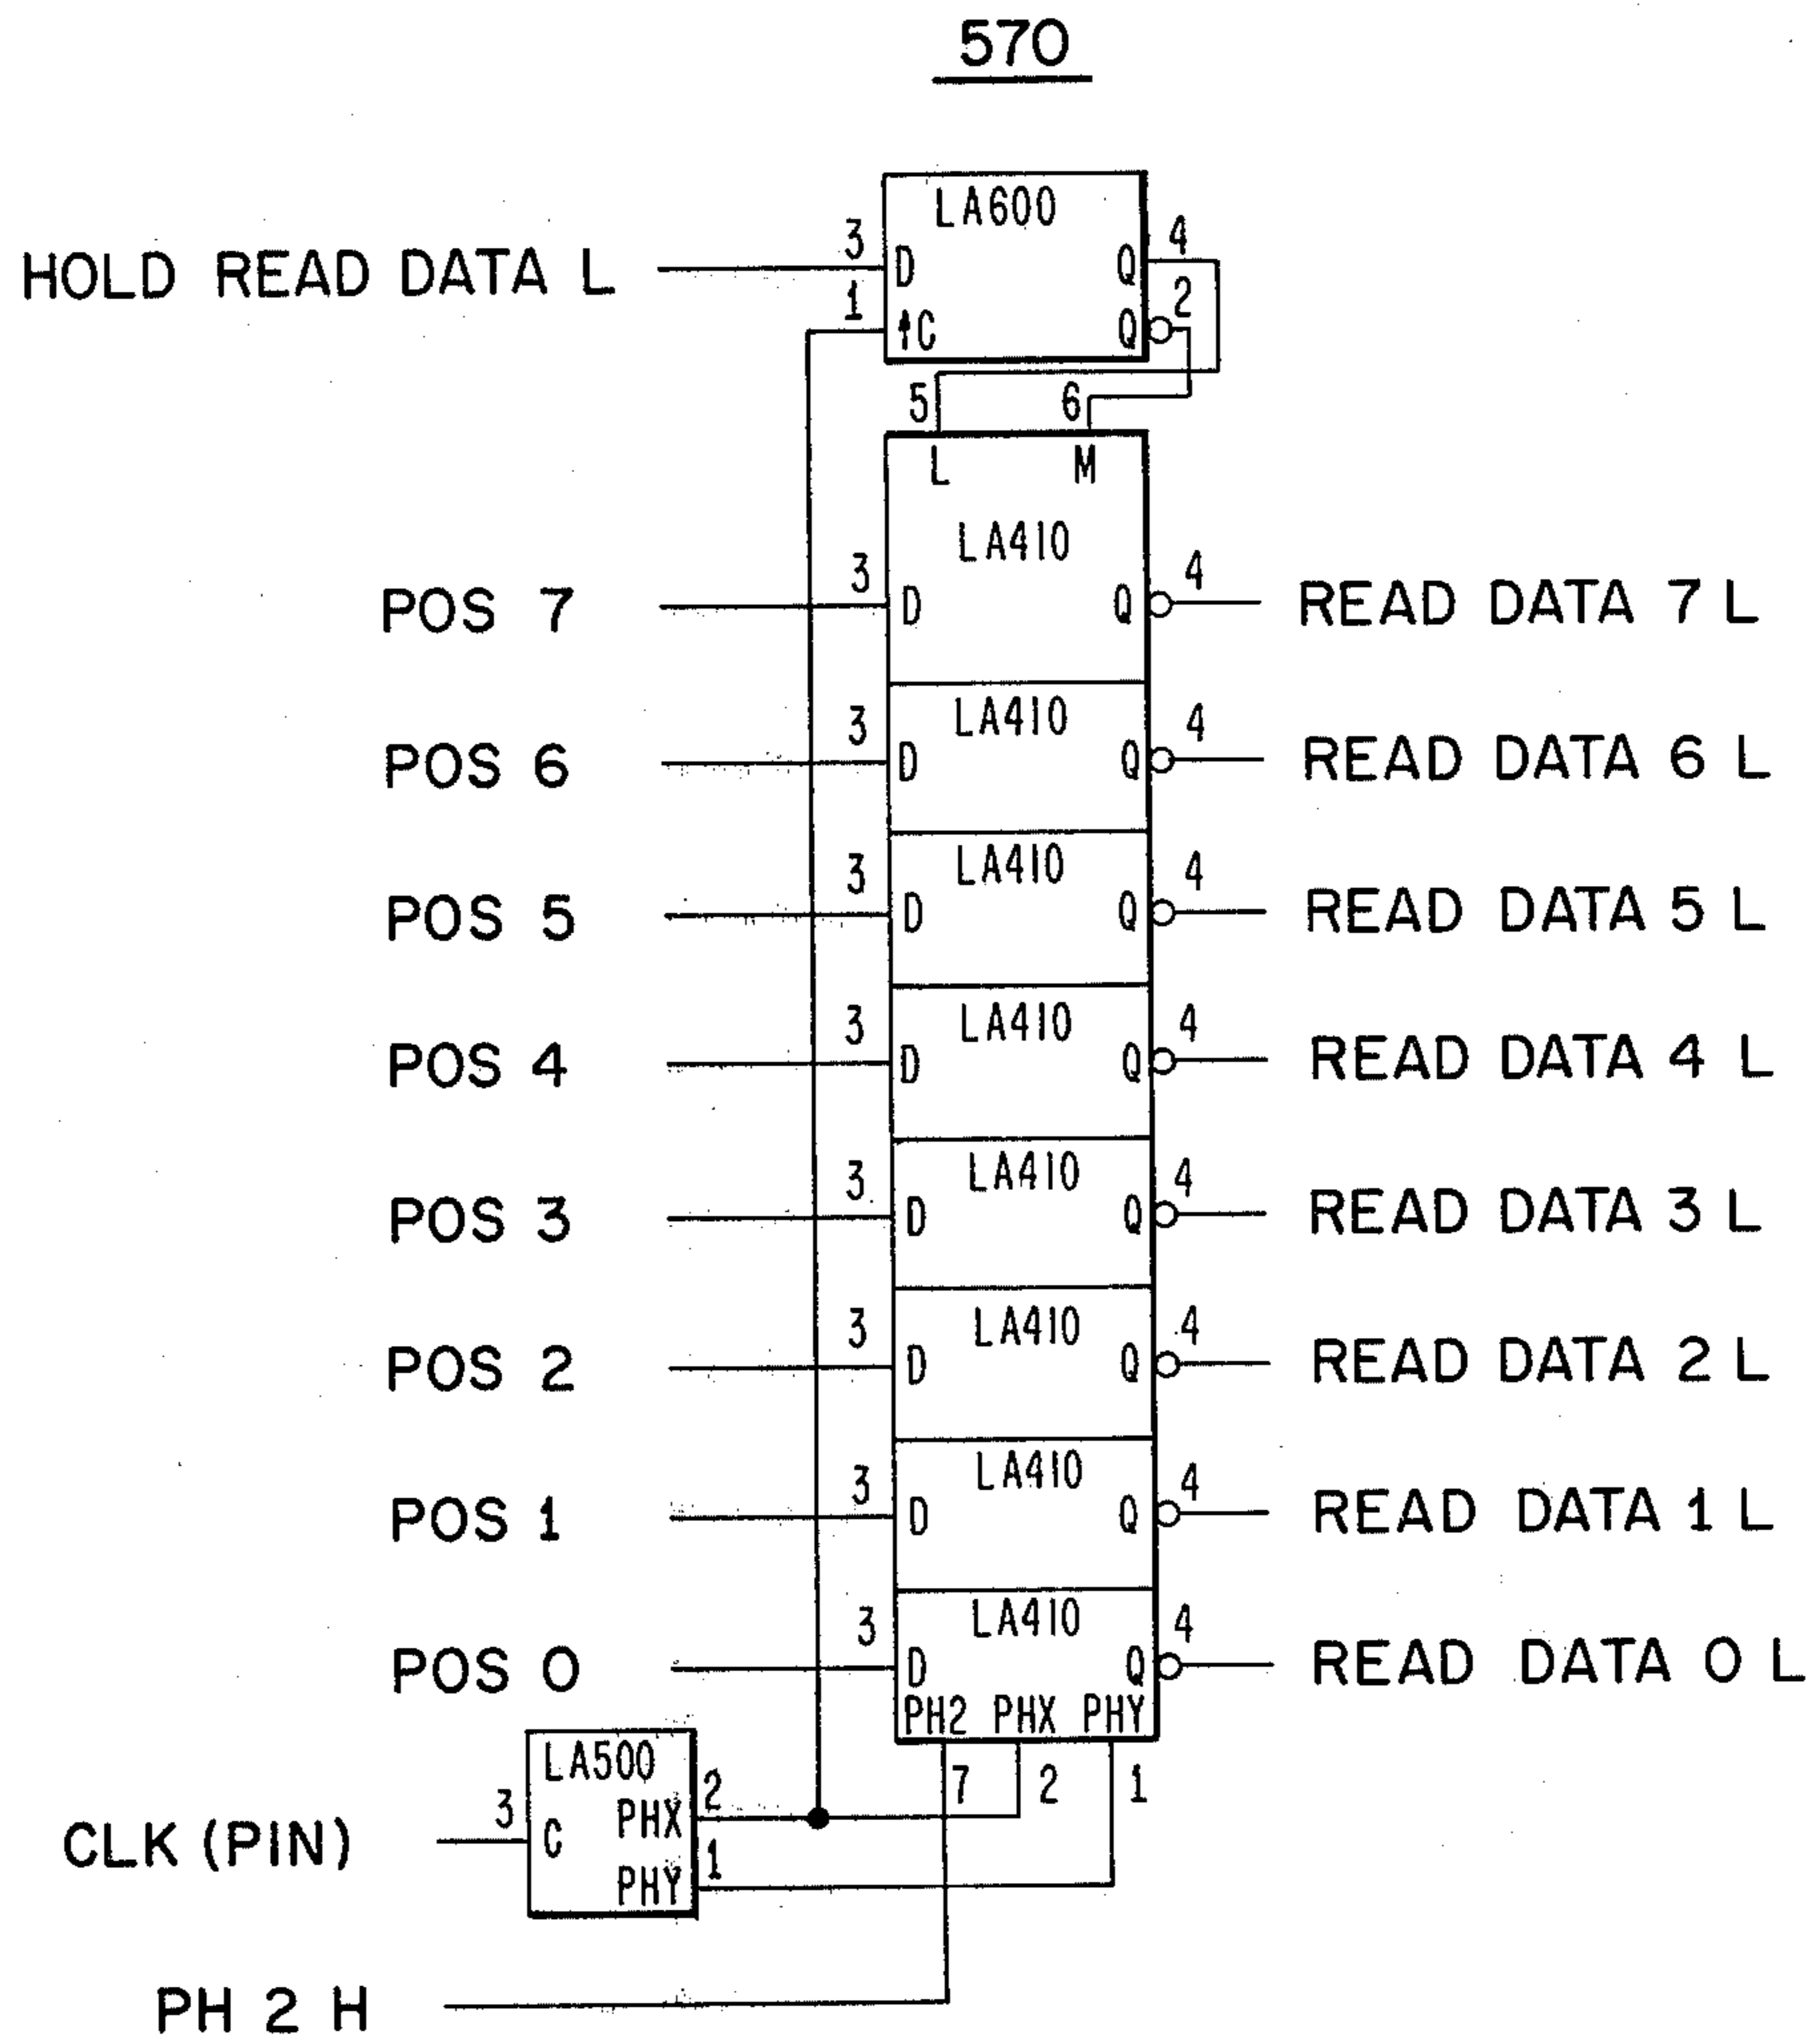 570
LA600
HOLD READ DATA L 3 D Q 4
1 ↑C Q 2
5 6
L M
LA410
POS 7 3 D Q 4 READ DATA 7 L
LA410
POS 6 3 D Q 4 READ DATA 6 L
LA410
POS 5 3 D Q 4 READ DATA 5 L
LA410
POS 4 3 D Q 4 READ DATA 4 L
LA410
POS 3 3 D Q 4 READ DATA 3 L
LA410
POS 2 3 D Q 4 READ DATA 2 L
LA410
POS 1 3 D Q 4 READ DATA 1 L
LA410
POS 0 3 D Q 4 READ DATA 0 L
PH2 PHX PHY
7 2 1
LA500
CLK (PIN) 3 C PHX 2
PHY 1
PH 2 H